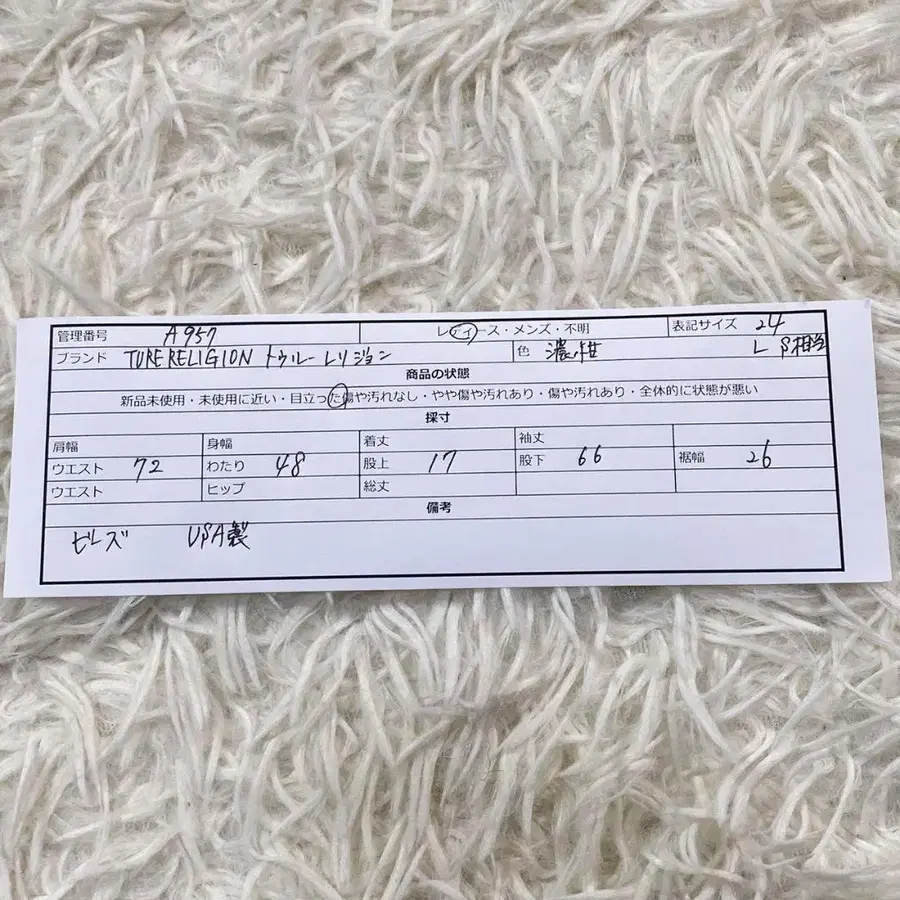 管理番号 A957 レディース・メンズ・不明 表記サイズ 24
ブランド TURE RELIGION トゥルーレリジョン 色 濃紺 L S相当
商品の状態
新品未使用・未使用に近い・目立った傷や汚れなし・やや傷や汚れあり・傷や汚れあり・全体的に状態が悪い
採寸
肩幅 身幅 着丈 袖丈
ウエスト 72 わたり 48 股上 17 股下 66 裾幅 26
ウエスト ヒップ 総丈
備考
USA製